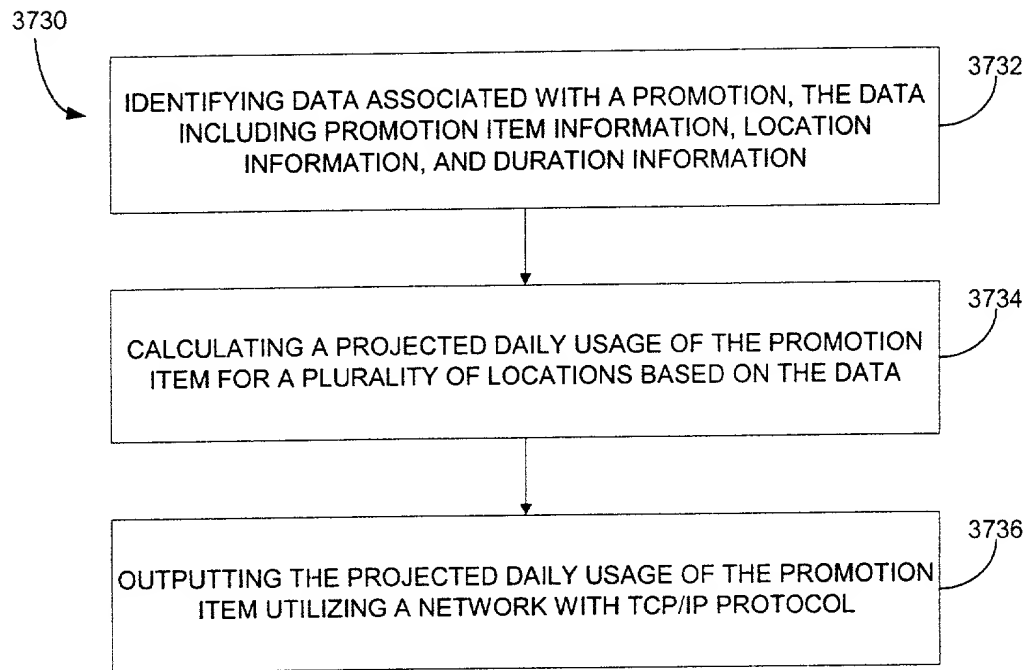 3730
3732
IDENTIFYING DATA ASSOCIATED WITH A PROMOTION, THE DATA
INCLUDING PROMOTION ITEM INFORMATION, LOCATION
INFORMATION, AND DURATION INFORMATION
3734
CALCULATING A PROJECTED DAILY USAGE OF THE PROMOTION
ITEM FOR A PLURALITY OF LOCATIONS BASED ON THE DATA
3736
OUTPUTTING THE PROJECTED DAILY USAGE OF THE PROMOTION
ITEM UTILIZING A NETWORK WITH TCP/IP PROTOCOL